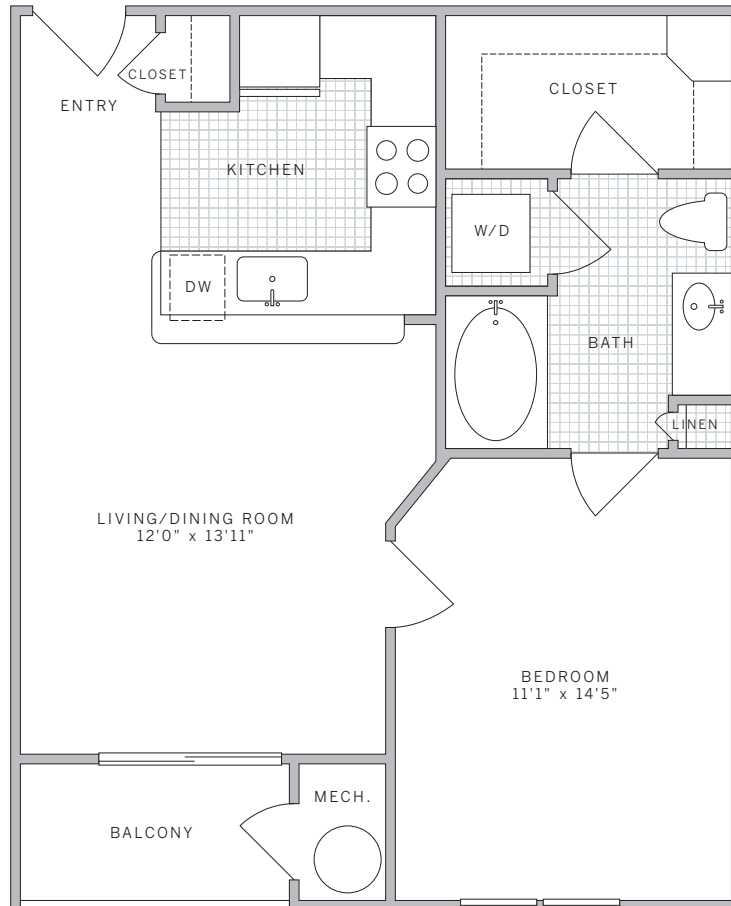 CLOSET
ENTRY
CLOSET
KITCHEN
W/D
DW
BATH
LINEN
LIVING/DINING ROOM
12'0" x 13'11"
BEDROOM
11'1" x 14'5"
MECH.
BALCONY